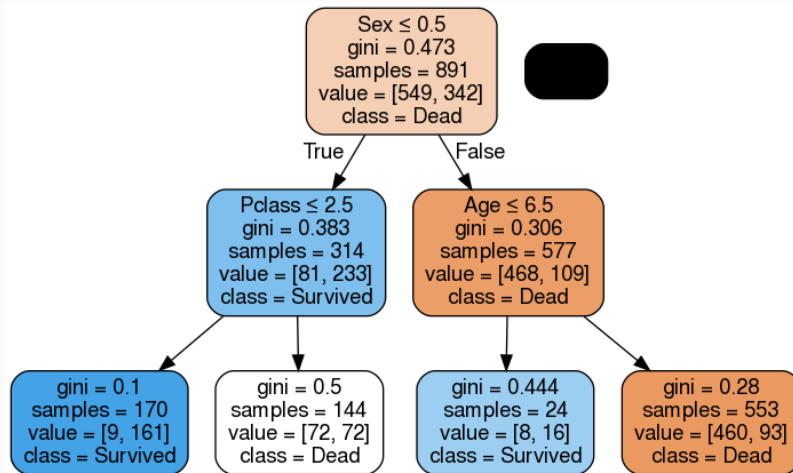 Sex ≤ 0.5
gini = 0.473
samples = 891
value = [549, 342]
class = Dead
True
False
Pclass ≤ 2.5
gini = 0.383
samples = 314
value = [81, 233]
class = Survived
Age ≤ 6.5
gini = 0.306
samples = 577
value = [468, 109]
class = Dead
gini = 0.1
samples = 170
value = [9, 161]
class = Survived
gini = 0.5
samples = 144
value = [72, 72]
class = Dead
gini = 0.444
samples = 24
value = [8, 16]
class = Survived
gini = 0.28
samples = 553
value = [460, 93]
class = Dead